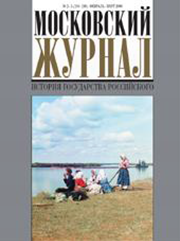 МОСКОВСКИЙ
ЖУРНАЛ
ИСТОРИЯ ГОСУДАРСТВА РОССИЙСКОГО